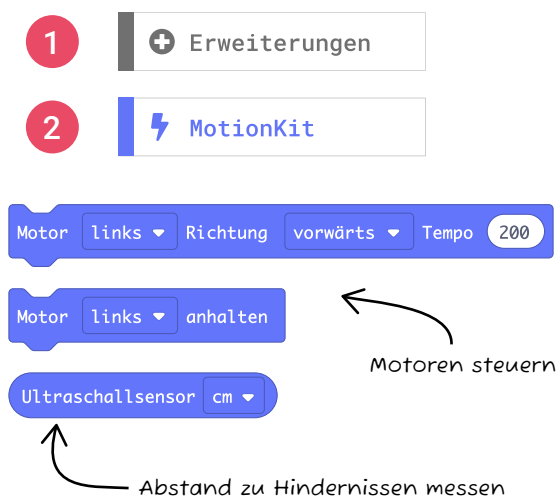 1 Erweiterungen
2 MotionKit
Motor links Richtung vorwärts Tempo 200
Motor links anhalten
Motoren steuern
Ultraschallsensor cm
Abstand zu Hindernissen messen